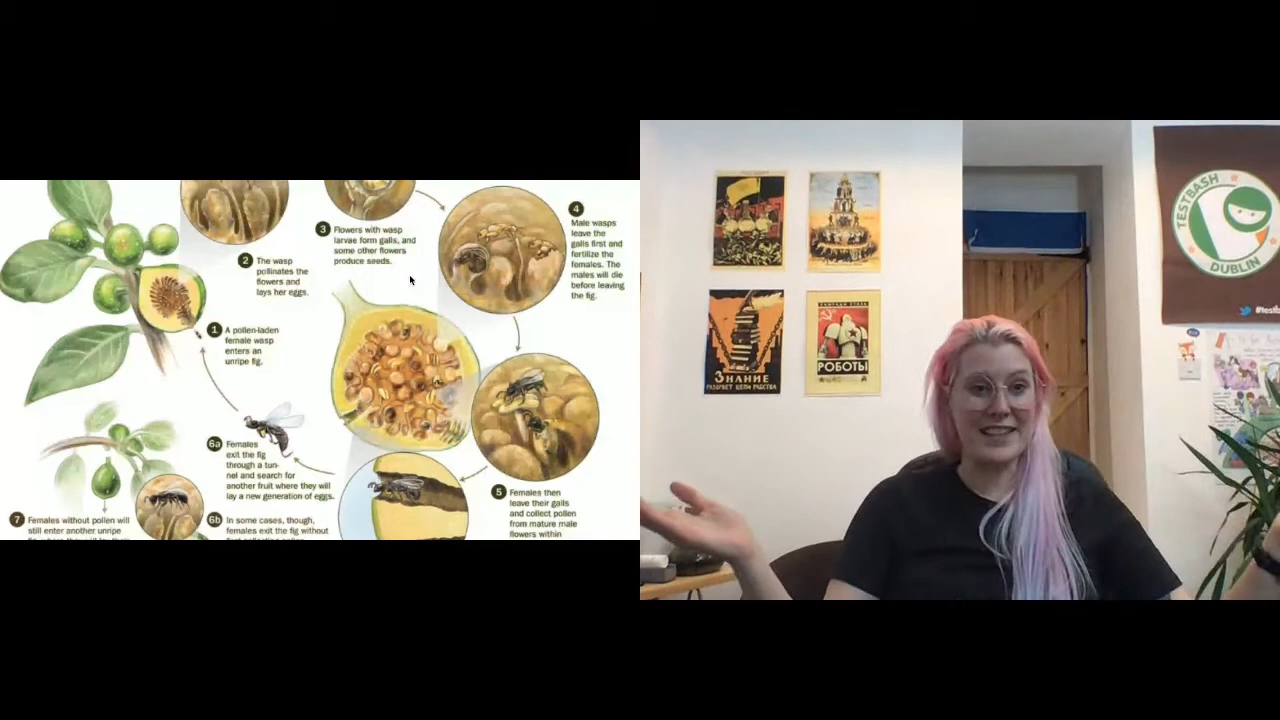 3
Flowers with wasp
larvae form galls, and
some other flowers
produce seeds.
4
Male wasps
leave the
galls first and
fertilize the
females. The
males will die
before leaving
the fig.
2
The wasp
pollinates the
flowers and
lays her eggs.
1
A pollen-laden
female wasp
enters an
unripe fig.
6a
Females
exit the fig
through a tun-
nel and search for
another fruit where they will
lay a new generation of eggs.
5
Females then
leave their galls
and collect pollen
from mature male
flowers within
7
Females without pollen will
still enter another unripe
6b
In some cases, though,
females exit the fig without
ЗНАНИЕ
РАЗОРВЕТ ЦЕПИ РАБСТВА
РОБОТЫ
TESTBASH
DUBLIN
#testb